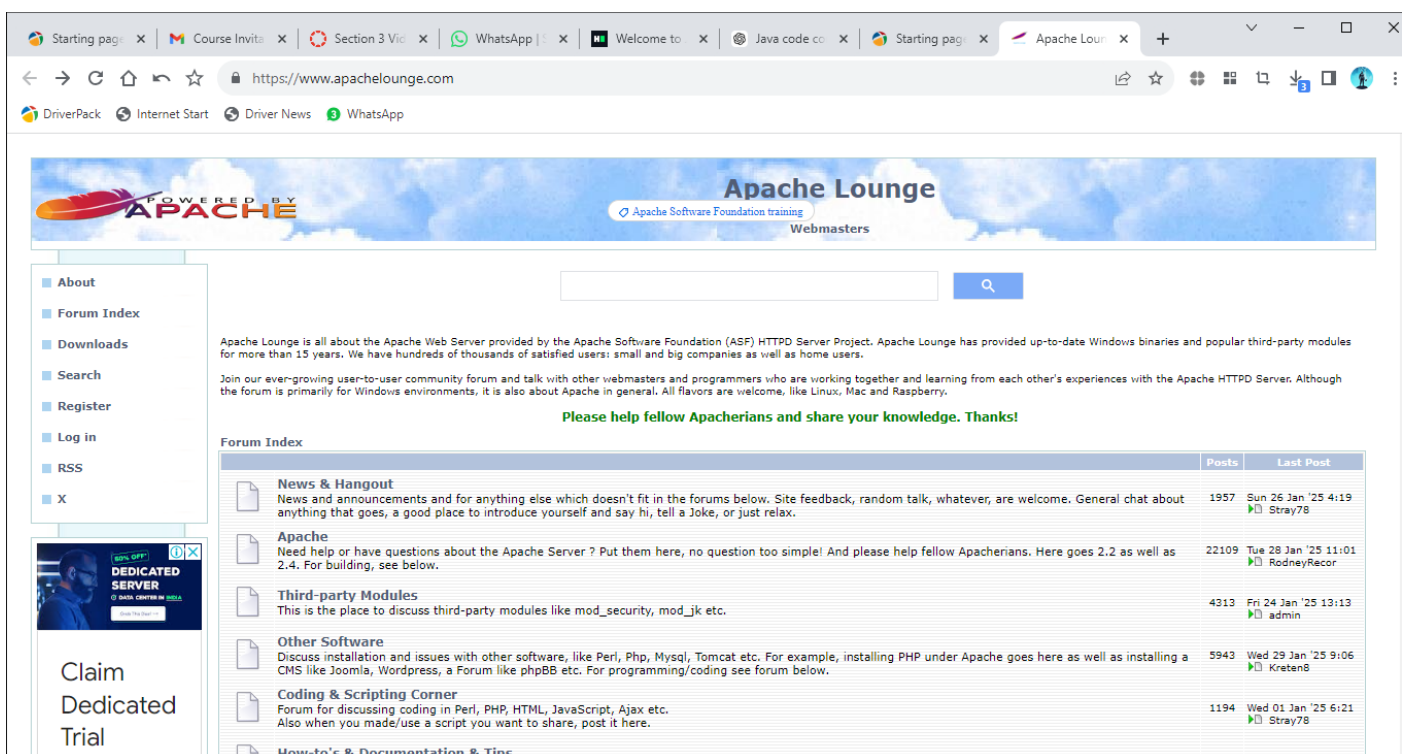 Starting page
Course Invita
Section 3 Vid
WhatsApp | S
Welcome to
Java code co
Starting page
Apache Loun
https://www.apachelounge.com
3
DriverPack
Internet Start
Driver News
3 WhatsApp
POWERED BY
APACHE
Apache Lounge
Apache Software Foundation training
Webmasters
About
Forum Index
Downloads
Search
Register
Log in
RSS
X
Apache Lounge is all about the Apache Web Server provided by the Apache Software Foundation (ASF) HTTPD Server Project. Apache Lounge has provided up-to-date Windows binaries and popular third-party modules
for more than 15 years. We have hundreds of thousands of satisfied users: small and big companies as well as home users.
Join our ever-growing user-to-user community forum and talk with other webmasters and programmers who are working together and learning from each other's experiences with the Apache HTTPD Server. Although
the forum is primarily for Windows environments, it is also about Apache in general. All flavors are welcome, like Linux, Mac and Raspberry.
Please help fellow Apacherians and share your knowledge. Thanks!
Forum Index
Posts Last Post
News & Hangout
News and announcements and for anything else which doesn't fit in the forums below. Site feedback, random talk, whatever, are welcome. General chat about
anything that goes, a good place to introduce yourself and say hi, tell a Joke, or just relax.
1957 Sun 26 Jan '25 4:19
Stray78
Apache
Need help or have questions about the Apache Server ? Put them here, no question too simple! And please help fellow Apacherians. Here goes 2.2 as well as
2.4. For building, see below.
22109 Tue 28 Jan '25 11:01
RodneyRecor
Third-party Modules
This is the place to discuss third-party modules like mod_security, mod_jk etc.
4313 Fri 24 Jan '25 13:13
admin
Other Software
Discuss installation and issues with other software, like Perl, Php, Mysql, Tomcat etc. For example, installing PHP under Apache goes here as well as installing a
CMS like Joomla, Wordpress, a Forum like phpBB etc. For programming/coding see forum below.
5943 Wed 29 Jan '25 9:06
Kreten8
Coding & Scripting Corner
Forum for discussing coding in Perl, PHP, HTML, JavaScript, Ajax etc.
Also when you made/use a script you want to share, post it here.
1194 Wed 01 Jan '25 6:21
Stray78
How-to's & Documentation & Tips
DEDICATED
SERVER
DATA CENTER IN INDIA
Claim
Dedicated
Trial